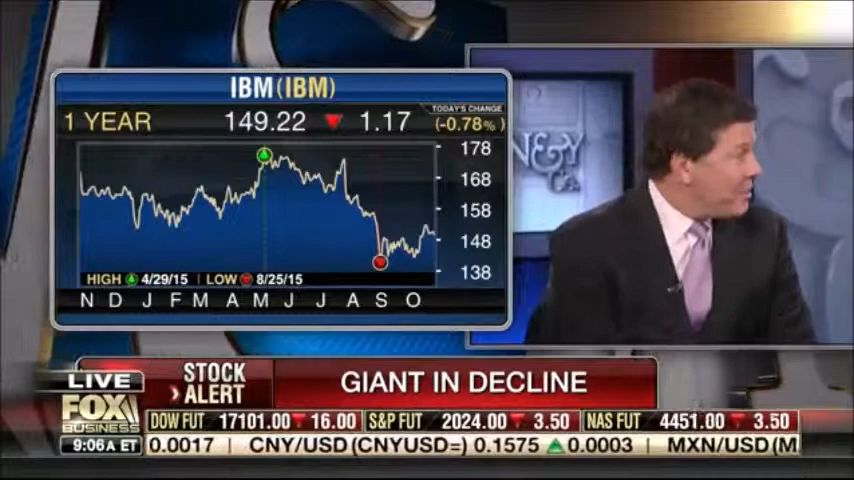 IBM(IBM)
1 YEAR 149.22 ▼ 1.17 TODAY'S CHANGE (-0.78%)
178
168
158
148
138
HIGH ▲ 4/29/15 | LOW ▼ 8/25/15
N D J F M A M J J A S O
N&Y
Co
LIVE
STOCK ALERT
GIANT IN DECLINE
FOX
BUSINESS
DOW FUT 17101.00 ▼ 16.00 S&P FUT 2024.00 ▼ 3.50 NAS FUT 4451.00 ▼ 3.50
9:06A ET
0.0017 CNY/USD(CNYUSD=) 0.1575 ▲ 0.0003 MXN/USD(M